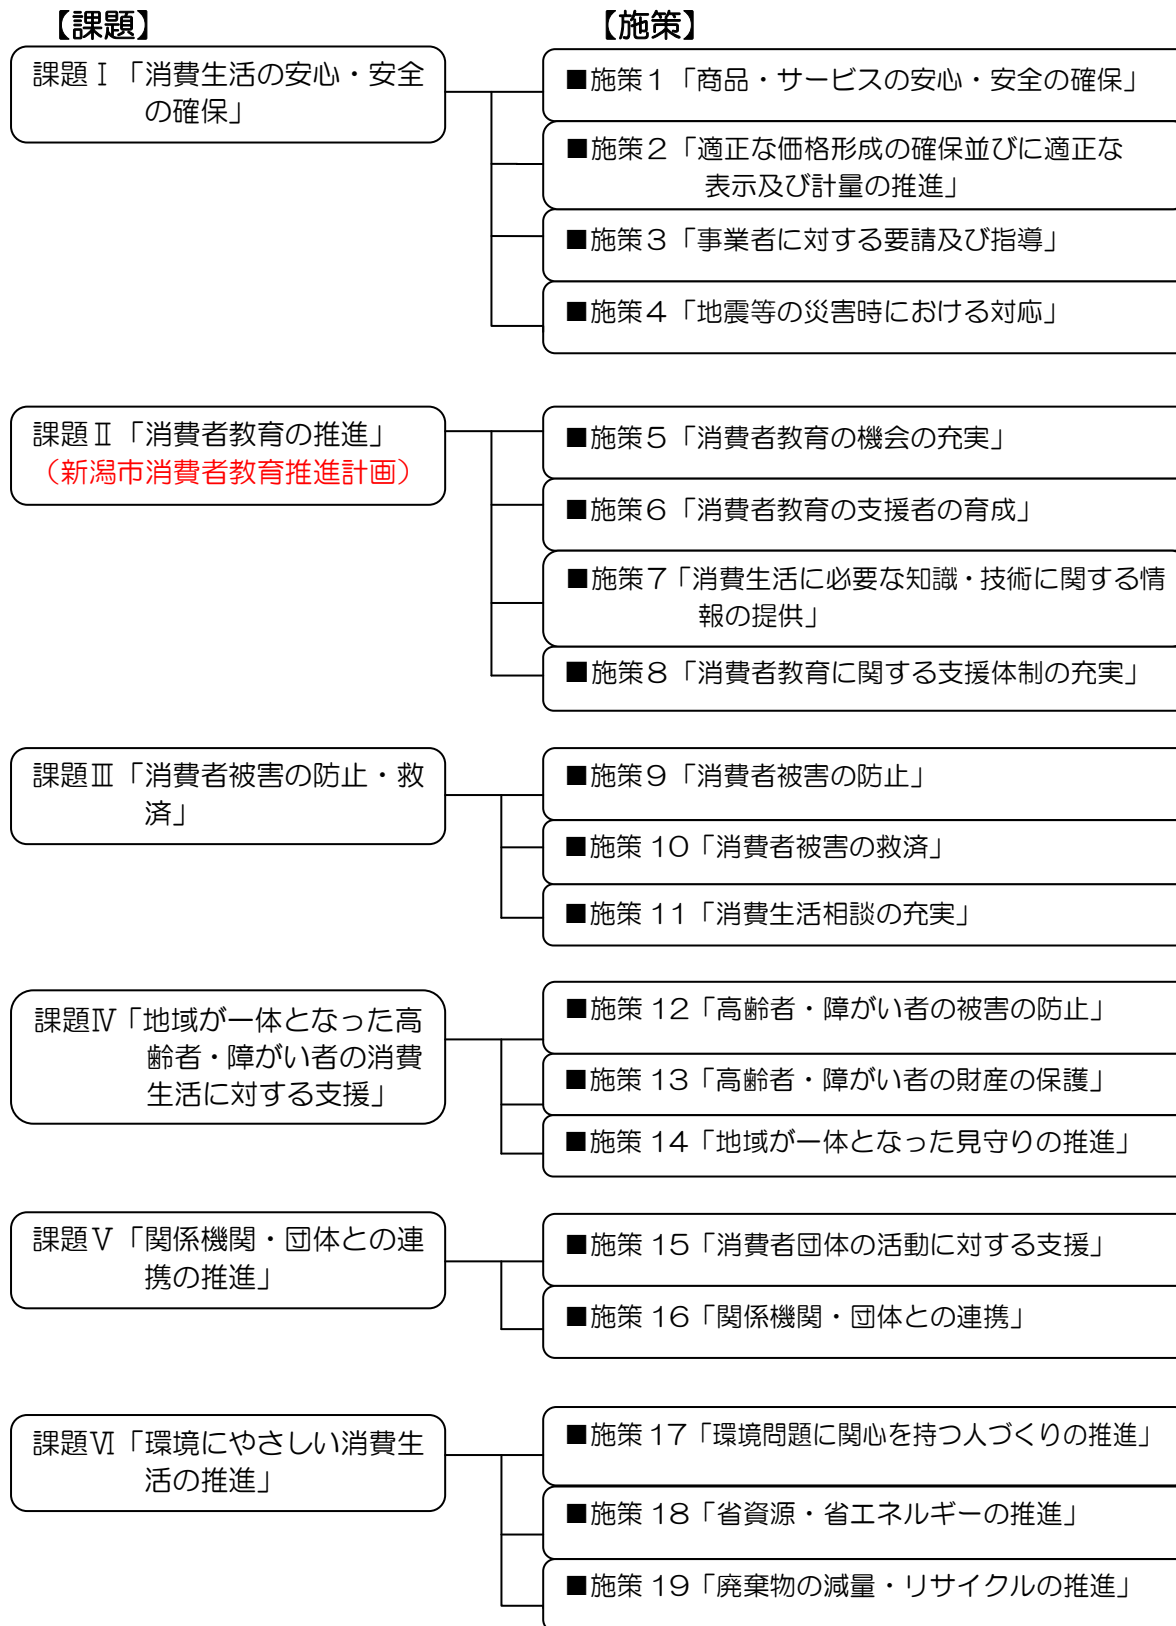 【課題】
【施策】
課題Ⅰ「消費生活の安心・安全
の確保」
■施策１「商品・サービスの安心・安全の確保」
■施策２「適正な価格形成の確保並びに適正な
表示及び計量の推進」
■施策３「事業者に対する要請及び指導」
■施策４「地震等の災害時における対応」
課題Ⅱ「消費者教育の推進」
（新潟市消費者教育推進計画）
■施策５「消費者教育の機会の充実」
■施策６「消費者教育の支援者の育成」
■施策７「消費生活に必要な知識・技術に関する情
報の提供」
■施策８「消費者教育に関する支援体制の充実」
課題Ⅲ「消費者被害の防止・救
済」
■施策９「消費者被害の防止」
■施策 10「消費者被害の救済」
■施策 11「消費生活相談の充実」
課題Ⅳ「地域が一体となった高
齢者・障がい者の消費
生活に対する支援」
■施策 12「高齢者・障がい者の被害の防止」
■施策 13「高齢者・障がい者の財産の保護」
■施策 14「地域が一体となった見守りの推進」
課題Ⅴ「関係機関・団体との連
携の推進」
■施策 15「消費者団体の活動に対する支援」
■施策 16「関係機関・団体との連携」
課題Ⅵ「環境にやさしい消費生
活の推進」
■施策 17「環境問題に関心を持つ人づくりの推進」
■施策 18「省資源・省エネルギーの推進」
■施策 19「廃棄物の減量・リサイクルの推進」